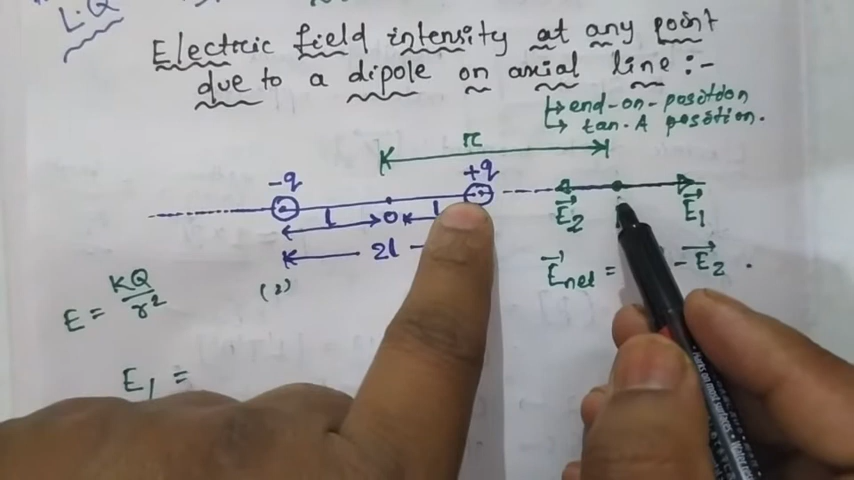 L.Q
Electric field intensity at any point
due to a dipole on axial line :-
↳ end-on-position
↳ tan.A position.
r
-q
+q
l
O
l
2l
E₂
E₁
E = KQ/r²
(2)
Enet = - E₂ .
E₁ =